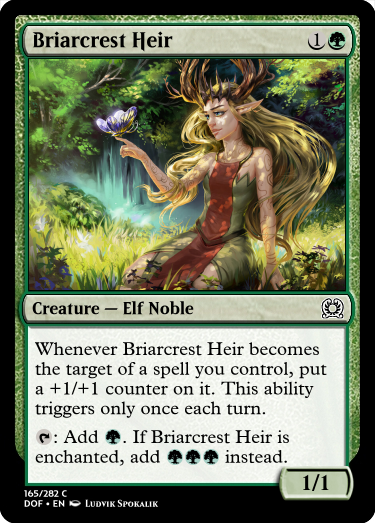 Briarcrest Heir 1
Creature — Elf Noble
Whenever Briarcrest Heir becomes
the target of a spell you control, put
a +1/+1 counter on it. This ability
triggers only once each turn.
: Add . If Briarcrest Heir is
enchanted, add instead.
1/1
165/282 C
DOF • EN Ludvik Spokalik